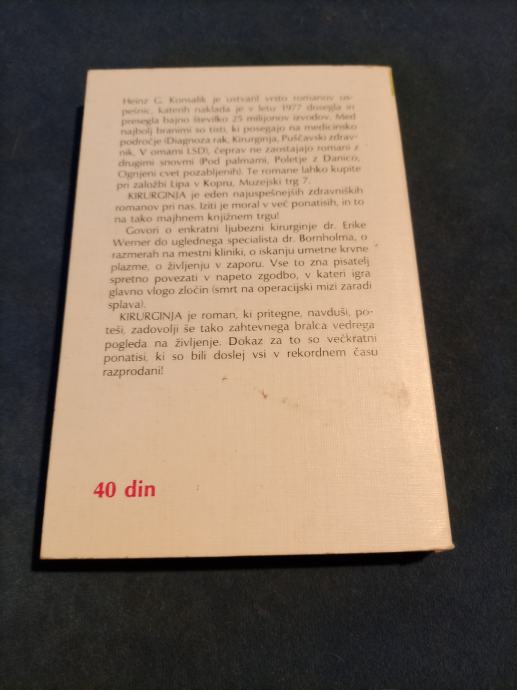 Heinz G. Konsalik je ustvaril vrsto romanov us-
pešnic, katerih naklada je v letu 1977 dosegla in
presegla bajno številko 25 milijonov izvodov. Med
najbolj branimi so tisti, ki posegajo na medicinsko
področje (Diagnoza rak, Kirurginja, Puščavski zdrav-
nik, V omami LSD), čeprav ne zaostajajo romani z
drugimi snovmi (Pod palmami, Poletje z Danico,
Ognjeni cvet pozabljenih). Te romane lahko kupite
pri založbi Lipa v Kopru, Muzejski trg 7.
KIRURGINJA je eden najuspešnejših zdravniških
romanov pri nas. Iziti je moral v več ponatisih, in to
na tako majhnem knjižnem trgu!
Govori o enkratni ljubezni kirurginje dr. Erike
Werner do uglednega specialista dr. Bornholma, o
razmerah na mestni kliniki, o iskanju umetne krvne
plazme, o življenju v zaporu. Vse to zna pisatelj
spretno povezati v napeto zgodbo, v kateri igra
glavno vlogo zločin (smrt na operacijski mizi zaradi
splava).
KIRURGINJA je roman, ki pritegne, navduši, po-
teši, zadovolji še tako zahtevnega bralca vedrega
pogleda na življenje. Dokaz za to so večkratni
ponatisi, ki so bili doslej vsi v rekordnem času
razprodani!
40 din